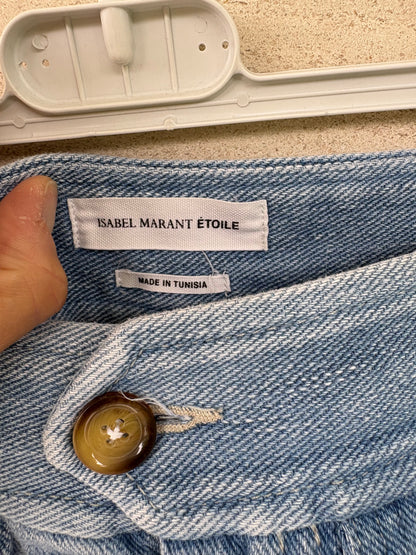 ISABEL MARANT ÉTOILE
MADE IN TUNISIA